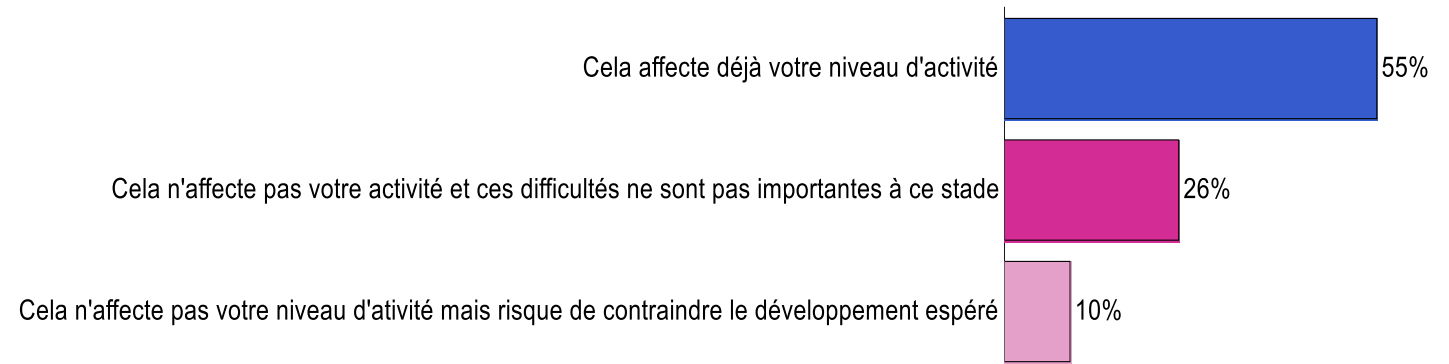 Cela affecte déjà votre niveau d'activité 55%
Cela n'affecte pas votre activité et ces difficultés ne sont pas importantes à ce stade 26%
Cela n'affecte pas votre niveau d'ativité mais risque de contraindre le développement espéré 10%